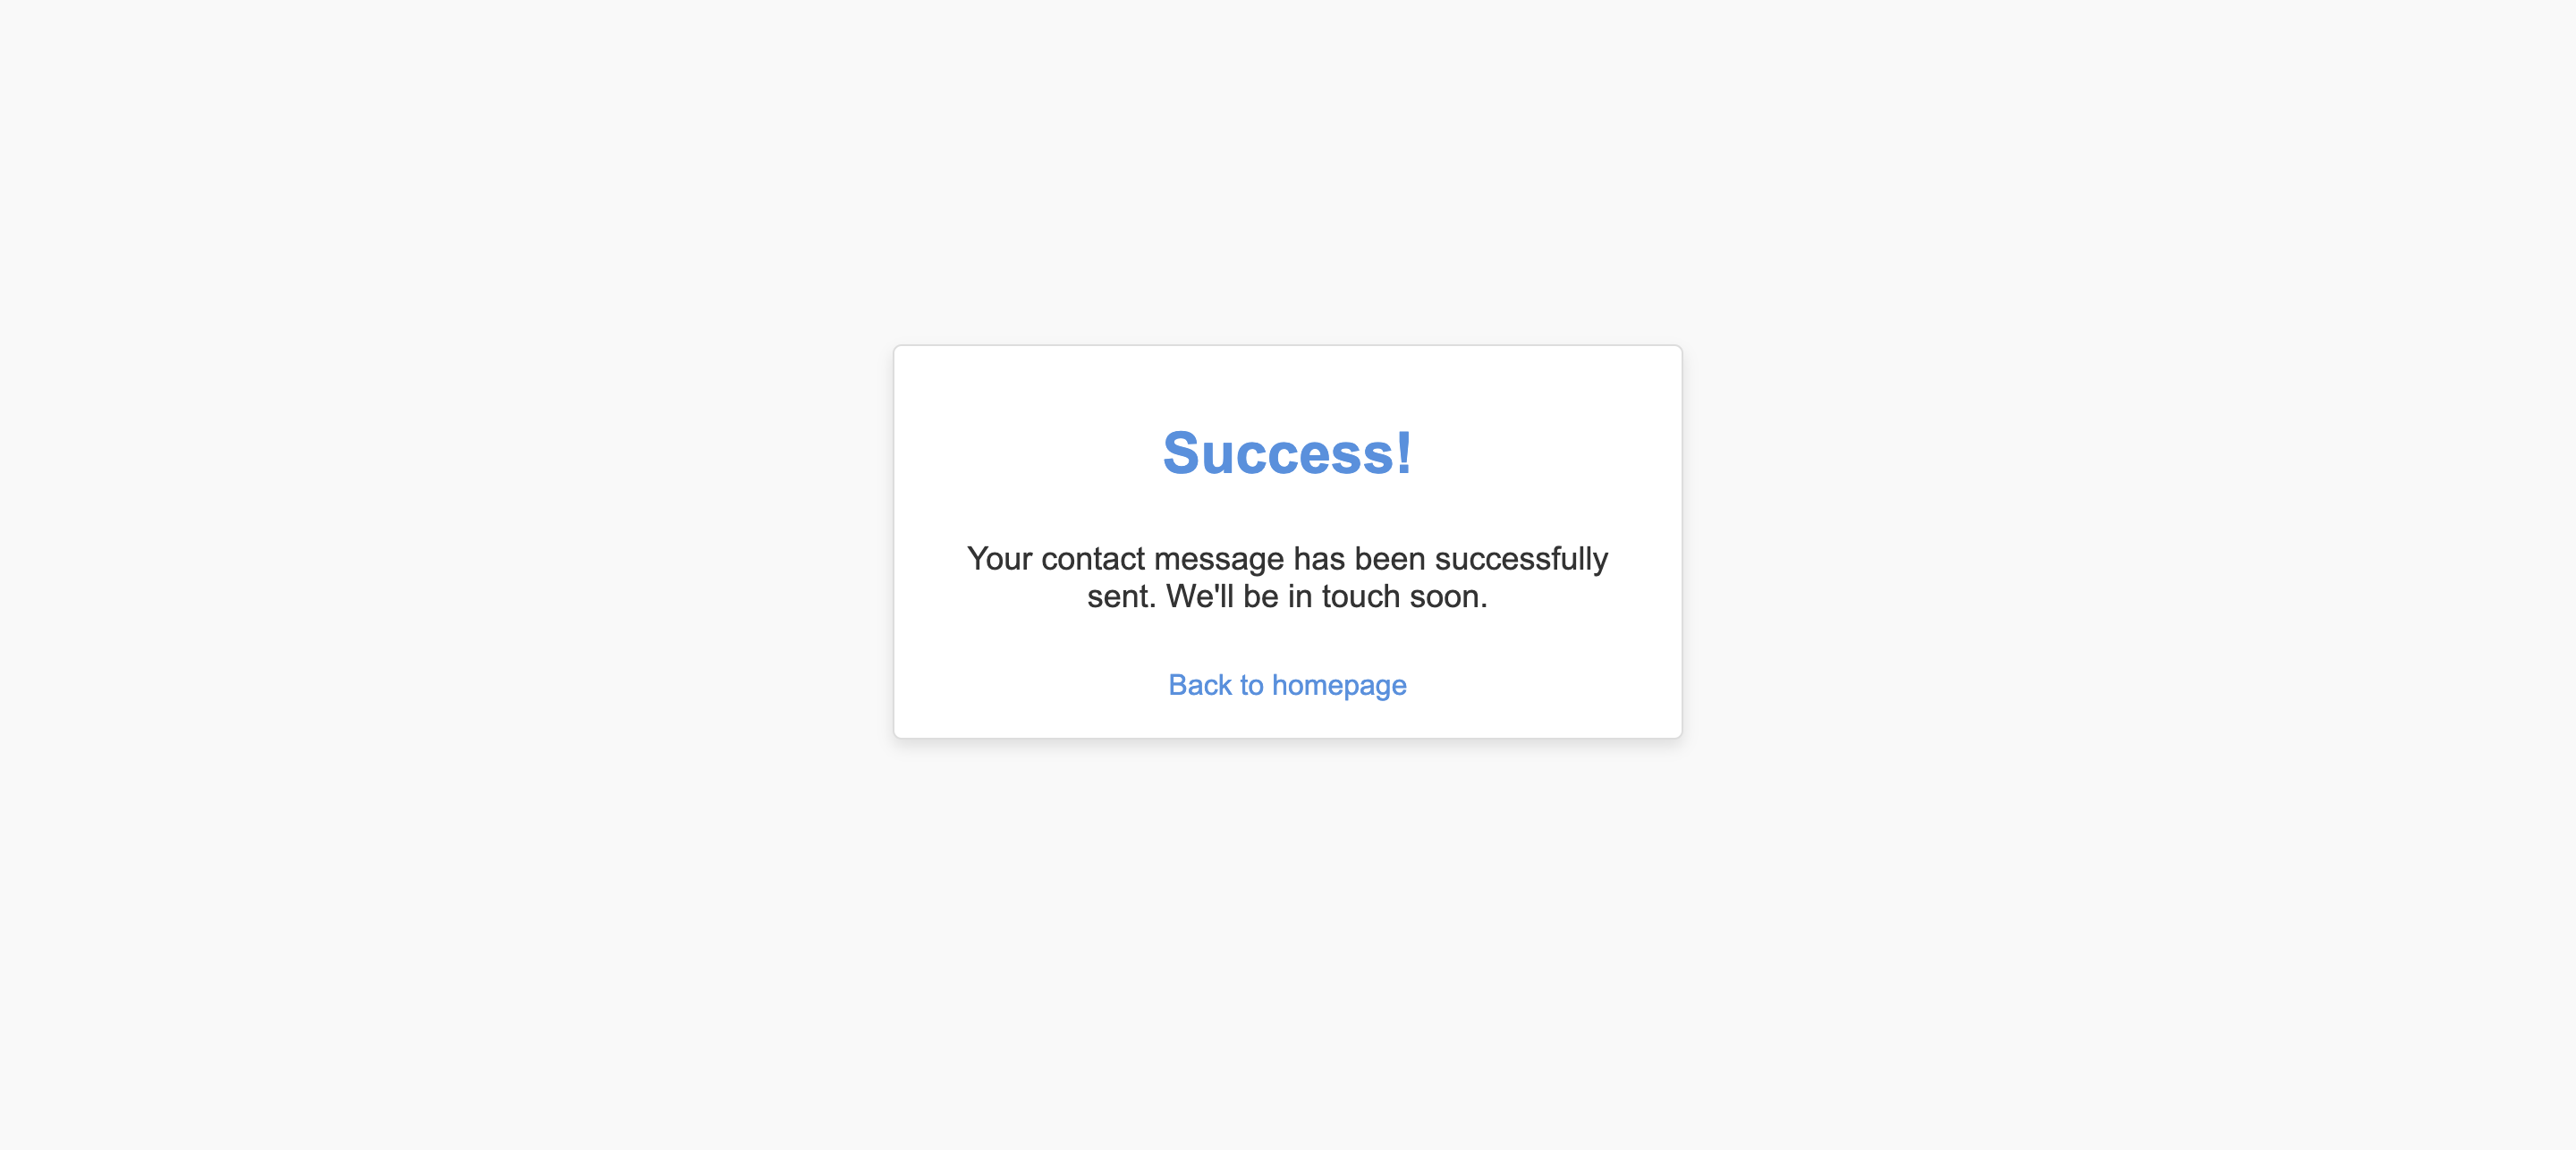 Success!
Your contact message has been successfully
sent. We'll be in touch soon.
Back to homepage